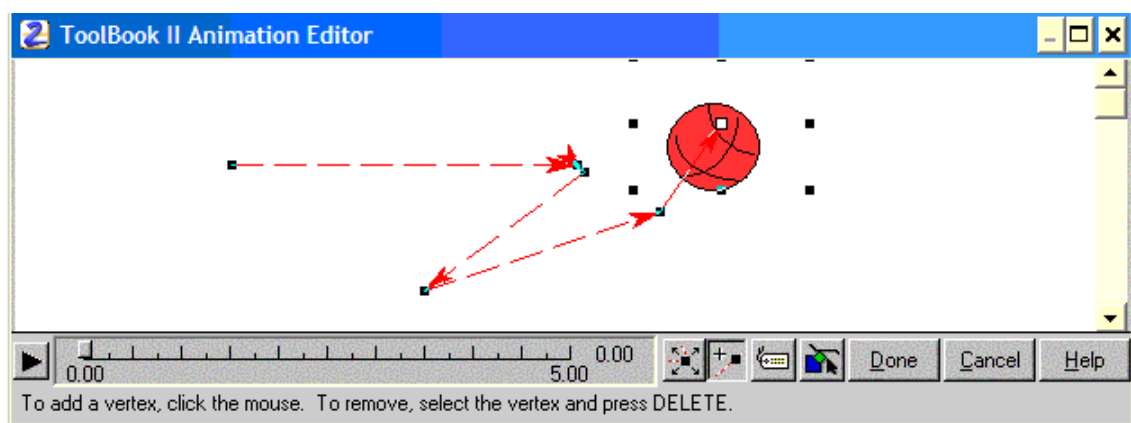 ToolBook II Animation Editor
0.00 5.00 0.00 Done Cancel Help
To add a vertex, click the mouse. To remove, select the vertex and press DELETE.